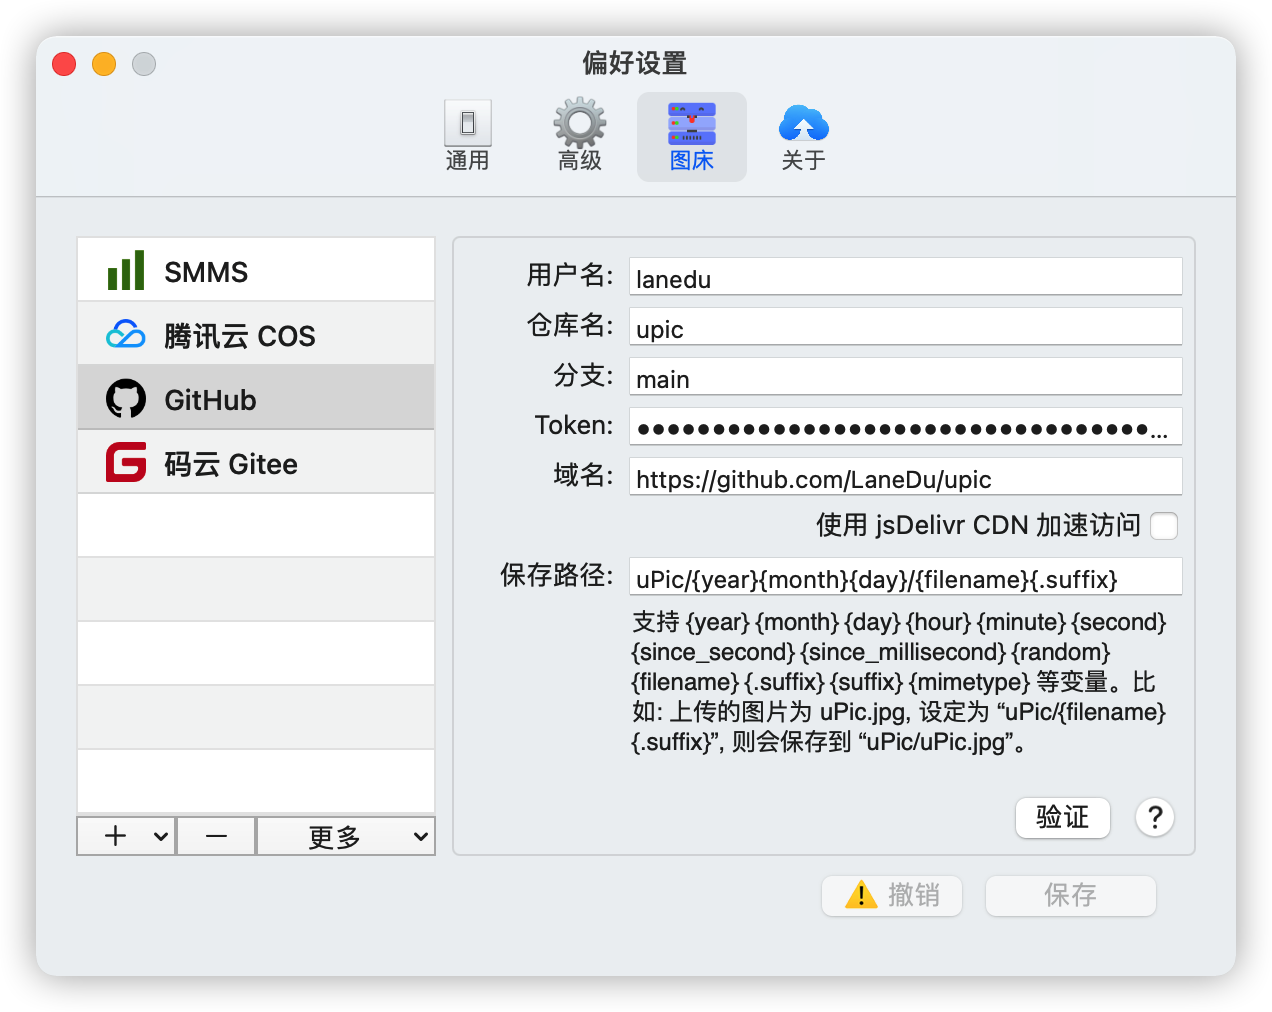 偏好设置
通用
高级
图床
关于
SMMS
腾讯云 COS
GitHub
码云 Gitee
更多
用户名:
lanedu
仓库名:
upic
分支:
main
Token:
●●●●●●●●●●●●●●●●●●●●●●●●●●●●●●●●●●...
域名:
https://github.com/LaneDu/upic
使用 jsDelivr CDN 加速访问
保存路径:
uPic/{year}{month}{day}/{filename}{.suffix}
支持 {year} {month} {day} {hour} {minute} {second}
{since_second} {since_millisecond} {random}
{filename} {.suffix} {suffix} {mimetype} 等变量。比
如: 上传的图片为 uPic.jpg, 设定为 “uPic/{filename}
{.suffix}”, 则会保存到 “uPic/uPic.jpg”。
验证
?
撤销
保存